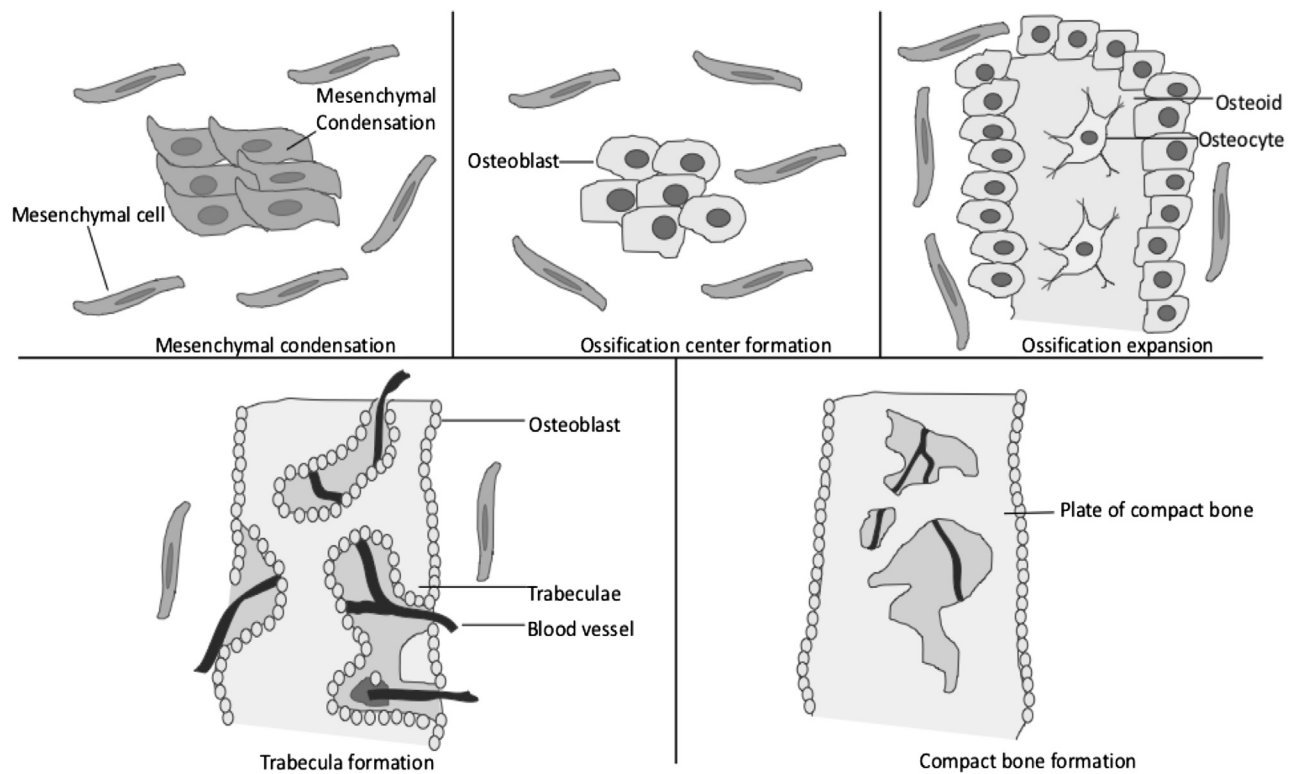 Mesenchymal
Condensation
Mesenchymal cell
Mesenchymal condensation
Osteoblast
Ossification center formation
Osteoid
Osteocyte
Ossification expansion
Osteoblast
Trabeculae
Blood vessel
Trabecula formation
Plate of compact bone
Compact bone formation